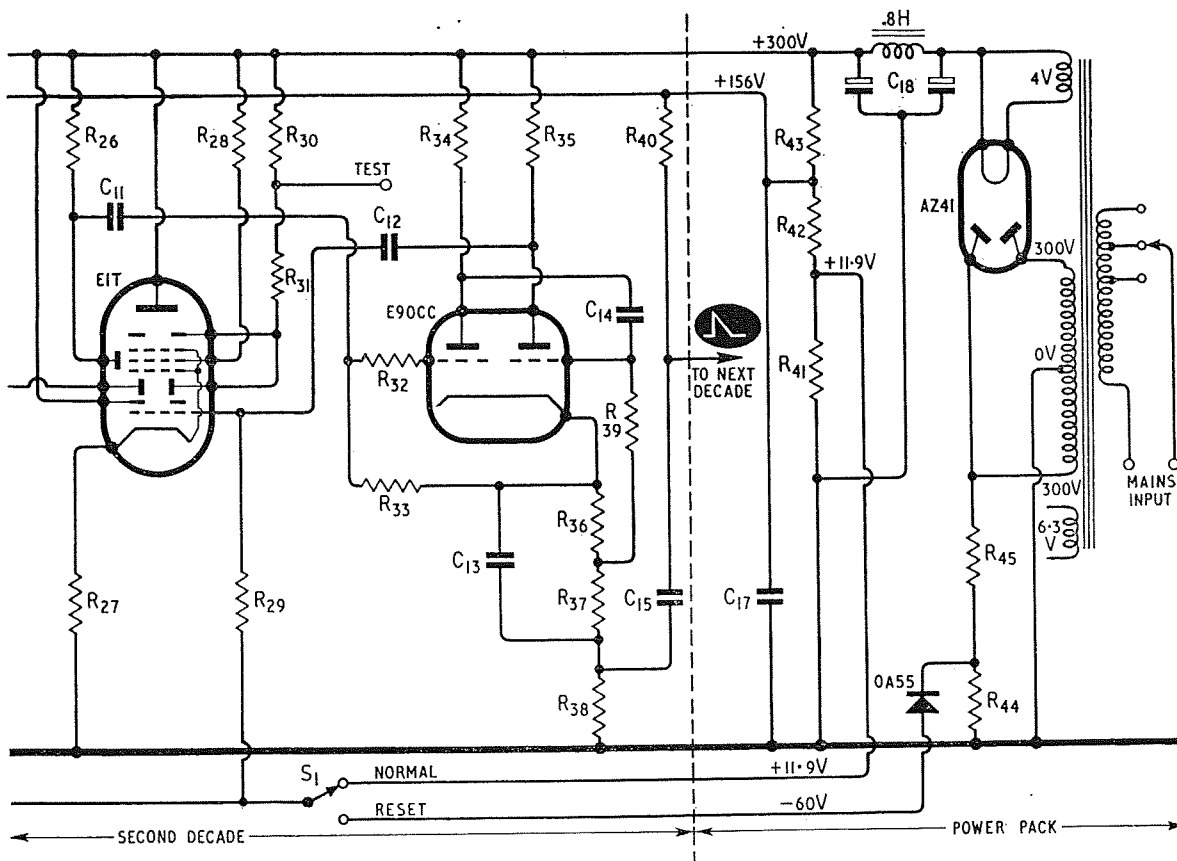 .8H
+300V
C18
4V
+156V
R26
R28
R30
R34
R35
R40
R43
TEST
C11
C12
AZ41
R42
300V
+11·9V
R31
E1T
E90CC
C14
R32
TO NEXT
DECADE
R41
0V
R
39
R33
300V
MAINS
INPUT
R36
6·3
V
C13
R45
R27
R29
R37
C15
C17
OA55
R38
R44
S1
NORMAL
+11·9V
RESET
−60V
SECOND DECADE
POWER PACK